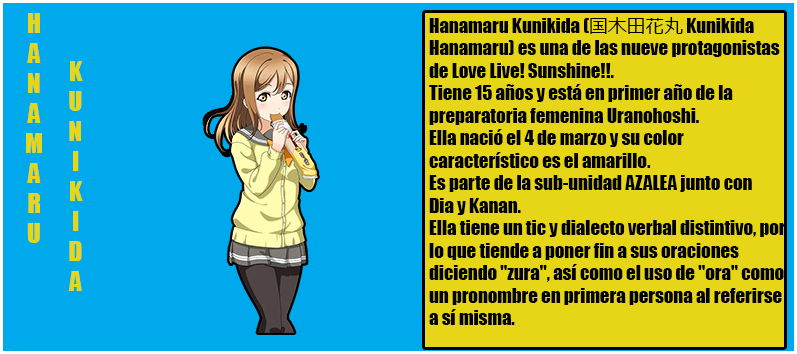 HANAMARU
KUNIKIDA
Hanamaru Kunikida (国木田花丸 Kunikida
Hanamaru) es una de las nueve protagonistas
de Love Live! Sunshine!!.
Tiene 15 años y está en primer año de la
preparatoria femenina Uranohoshi.
Ella nació el 4 de marzo y su color
característico es el amarillo.
Es parte de la sub-unidad AZALEA junto con
Dia y Kanan.
Ella tiene un tic y dialecto verbal distintivo, por
lo que tiende a poner fin a sus oraciones
diciendo "zura", así como el uso de "ora" como
un pronombre en primera persona al referirse
a sí misma.